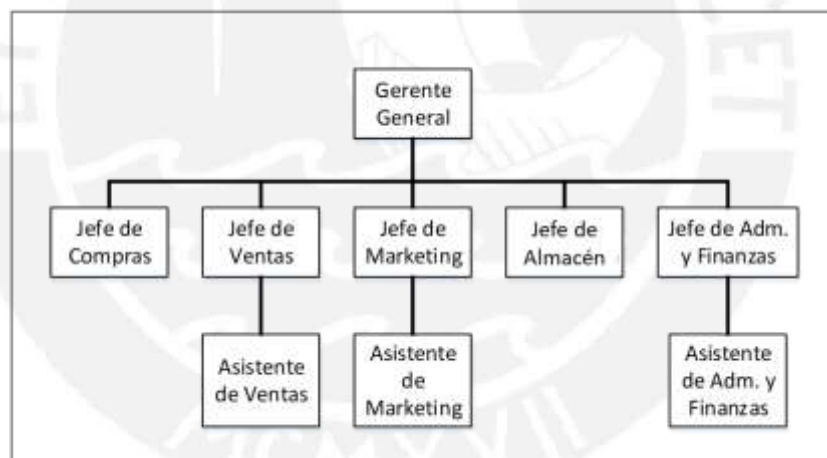 Gerente
General
Jefe de
Compras
Jefe de
Ventas
Jefe de
Marketing
Jefe de
Almacén
Jefe de Adm.
y Finanzas
Asistente
de Ventas
Asistente
de
Marketing
Asistente
de Adm. y
Finanzas
MCMXVII